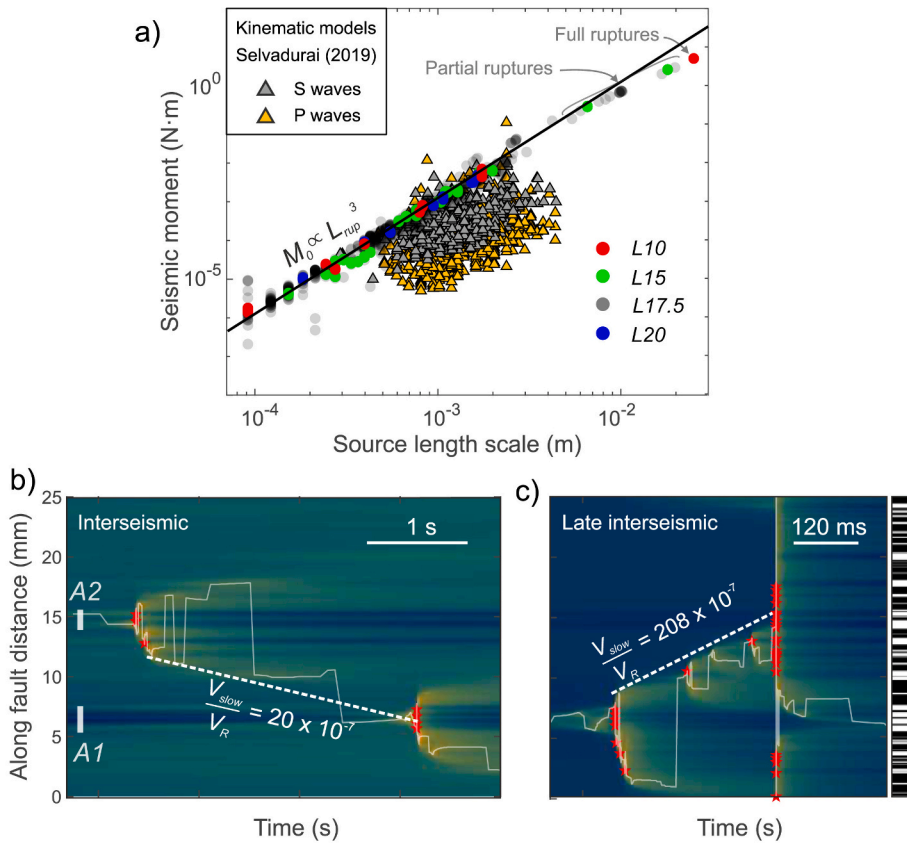 a)
Kinematic models
Selvadurai (2019)
S waves
P waves
Full ruptures
Partial ruptures
M₀ ∝ L_rup³
L10
L15
L17.5
L20
Seismic moment (N·m)
10⁰
10⁻⁵
10⁻⁴
10⁻³
10⁻²
Source length scale (m)
b)
Interseismic
1 s
A2
A1
V_slow/V_R = 20 x 10⁻⁷
Along fault distance (mm)
25
20
15
10
5
0
Time (s)
c)
Late interseismic
120 ms
V_slow/V_R = 208 x 10⁻⁷
Time (s)